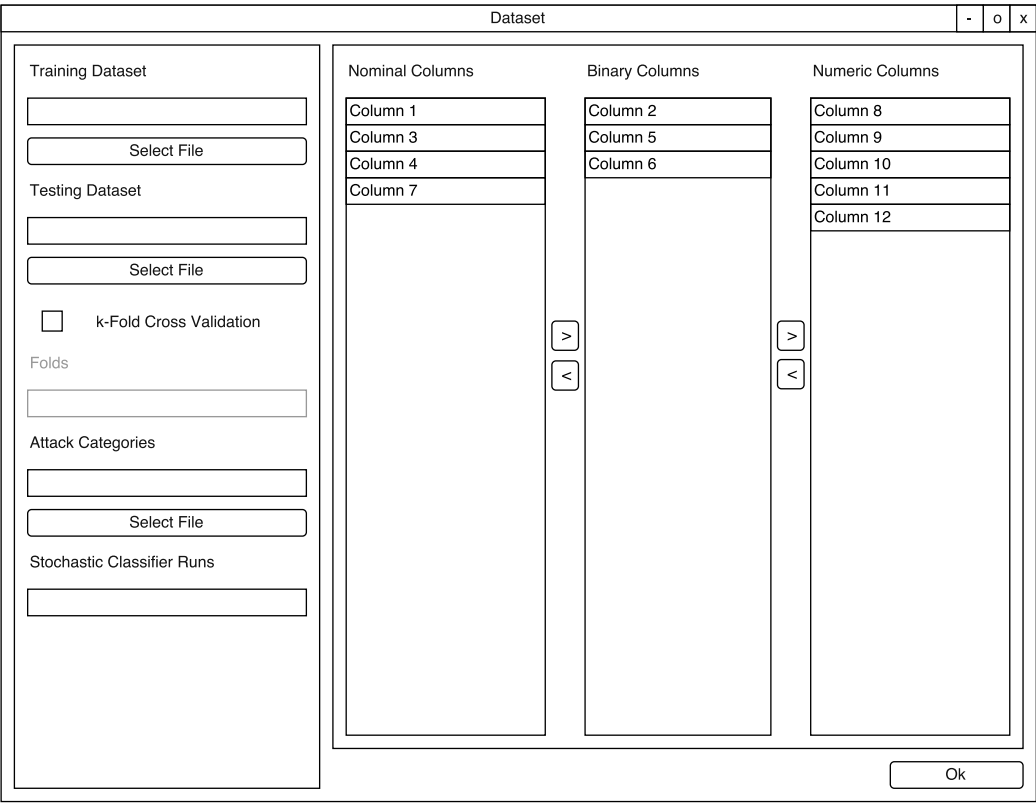 Dataset
- o x
Training Dataset
Select File
Testing Dataset
Select File
k-Fold Cross Validation
Folds
Attack Categories
Select File
Stochastic Classifier Runs
Nominal Columns
Column 1
Column 3
Column 4
Column 7
>
<
Binary Columns
Column 2
Column 5
Column 6
>
<
Numeric Columns
Column 8
Column 9
Column 10
Column 11
Column 12
Ok